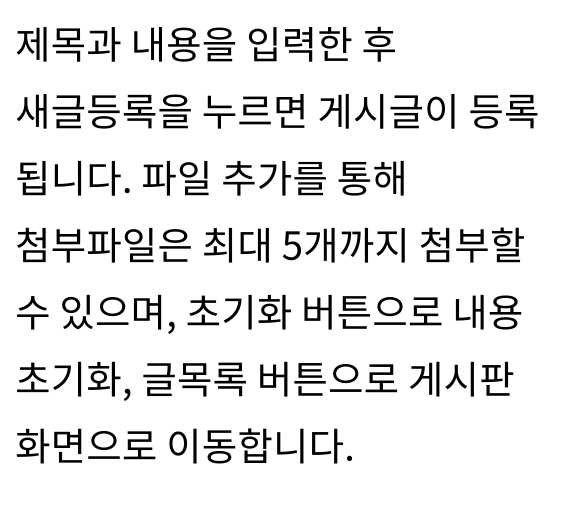 제목과 내용을 입력한 후
새글등록을 누르면 게시글이 등록
됩니다. 파일 추가를 통해
첨부파일은 최대 5개까지 첨부할
수 있으며, 초기화 버튼으로 내용
초기화, 글목록 버튼으로 게시판
화면으로 이동합니다.